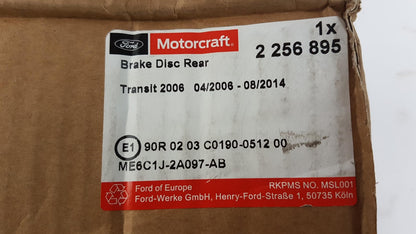 Ford Motorcraft® 1x
2 256 895
Brake Disc Rear
Transit 2006 04/2006 - 08/2014
E1 90R 02 03 C0190-0512 00
ME6C1J-2A097-AB
Ford of Europe RKPMS NO. MSL001
Ford-Werke GmbH, Henry-Ford-Straße 1, 50735 Köln